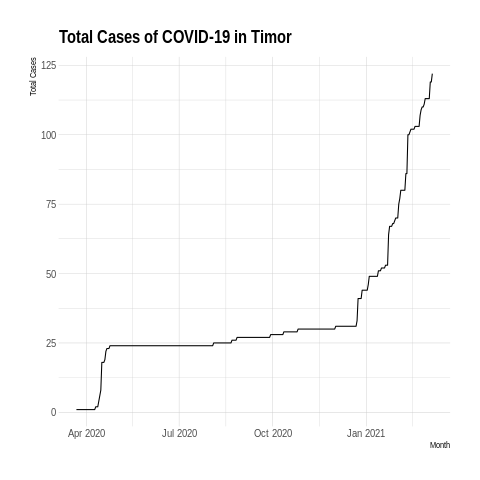 Total Cases of COVID-19 in Timor
Total Cases
125
100
75
50
25
0
Apr 2020
Jul 2020
Oct 2020
Jan 2021
Month